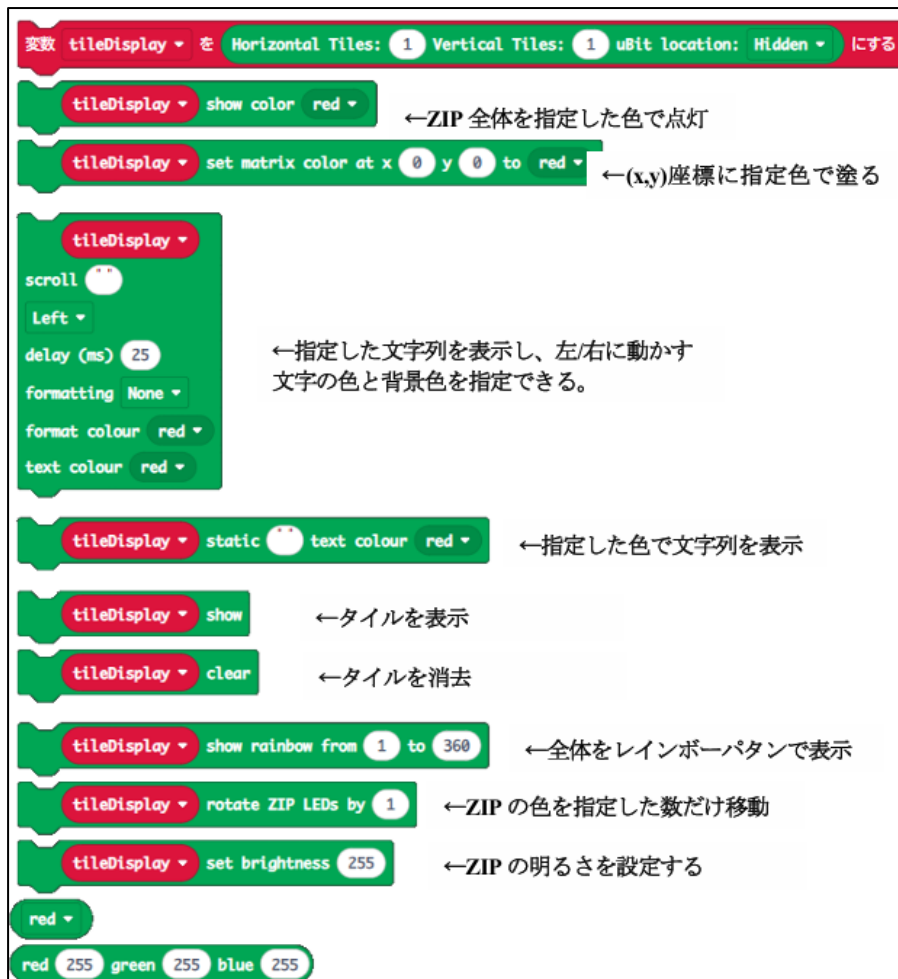 変数 tileDisplay を Horizontal Tiles: 1 Vertical Tiles: 1 uBit location: Hidden にする
tileDisplay show color red
←ZIP 全体を指定した色で点灯
tileDisplay set matrix color at x 0 y 0 to red
←(x,y)座標に指定色で塗る
tileDisplay
scroll " "
Left
delay (ms) 25
formatting None
format colour red
text colour red
←指定した文字列を表示し、左/右に動かす
文字の色と背景色を指定できる。
tileDisplay static " " text colour red
←指定した色で文字列を表示
tileDisplay show
←タイルを表示
tileDisplay clear
←タイルを消去
tileDisplay show rainbow from 1 to 360
←全体をレインボーパタンで表示
tileDisplay rotate ZIP LEDs by 1
←ZIP の色を指定した数だけ移動
tileDisplay set brightness 255
←ZIP の明るさを設定する
red
red 255 green 255 blue 255